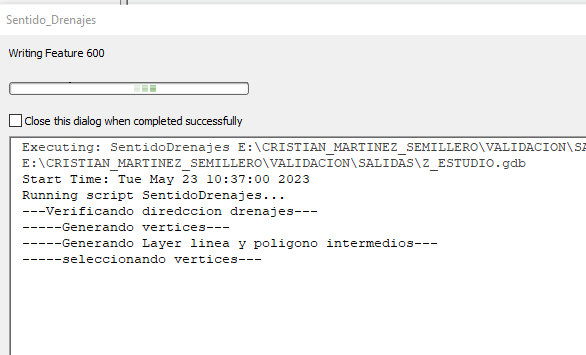 Sentido_Drenajes
Writing Feature 600
Close this dialog when completed successfully
Executing: SentidoDrenajes E:\CRISTIAN_MARTINEZ_SEMILLERO\VALIDACION\SA
E:\CRISTIAN_MARTINEZ_SEMILLERO\VALIDACION\SALIDAS\Z_ESTUDIO.gdb
Start Time: Tue May 23 10:37:00 2023
Running script SentidoDrenajes...
---Verificando diredccion drenajes---
-----Generando vertices---
-----Generando Layer linea y poligono intermedios---
-----seleccionando vertices---